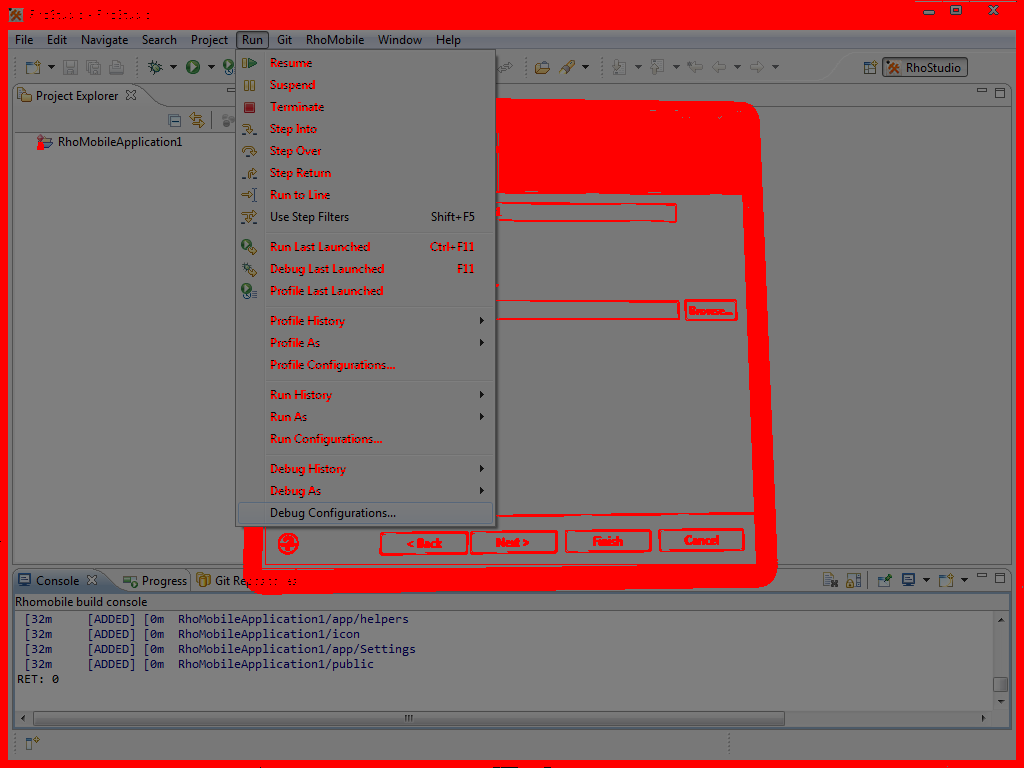 File Edit Navigate Search Project Run Git RhoMobile Window Help
RhoStudio
Project Explorer
RhoMobileApplication1
Resume
Suspend
Terminate
Step Into
Step Over
Step Return
Run to Line
Use Step Filters Shift+F5
Run Last Launched Ctrl+F11
Debug Last Launched F11
Profile Last Launched
Profile History
Profile As
Profile Configurations...
Run History
Run As
Run Configurations...
Debug History
Debug As
Debug Configurations...
Browse...
< Back Next > Finish Cancel
Console Progress Git
Rhomobile build console
[32m [ADDED] [0m RhoMobileApplication1/app/helpers
[32m [ADDED] [0m RhoMobileApplication1/icon
[32m [ADDED] [0m RhoMobileApplication1/app/Settings
[32m [ADDED] [0m RhoMobileApplication1/public
RET: 0